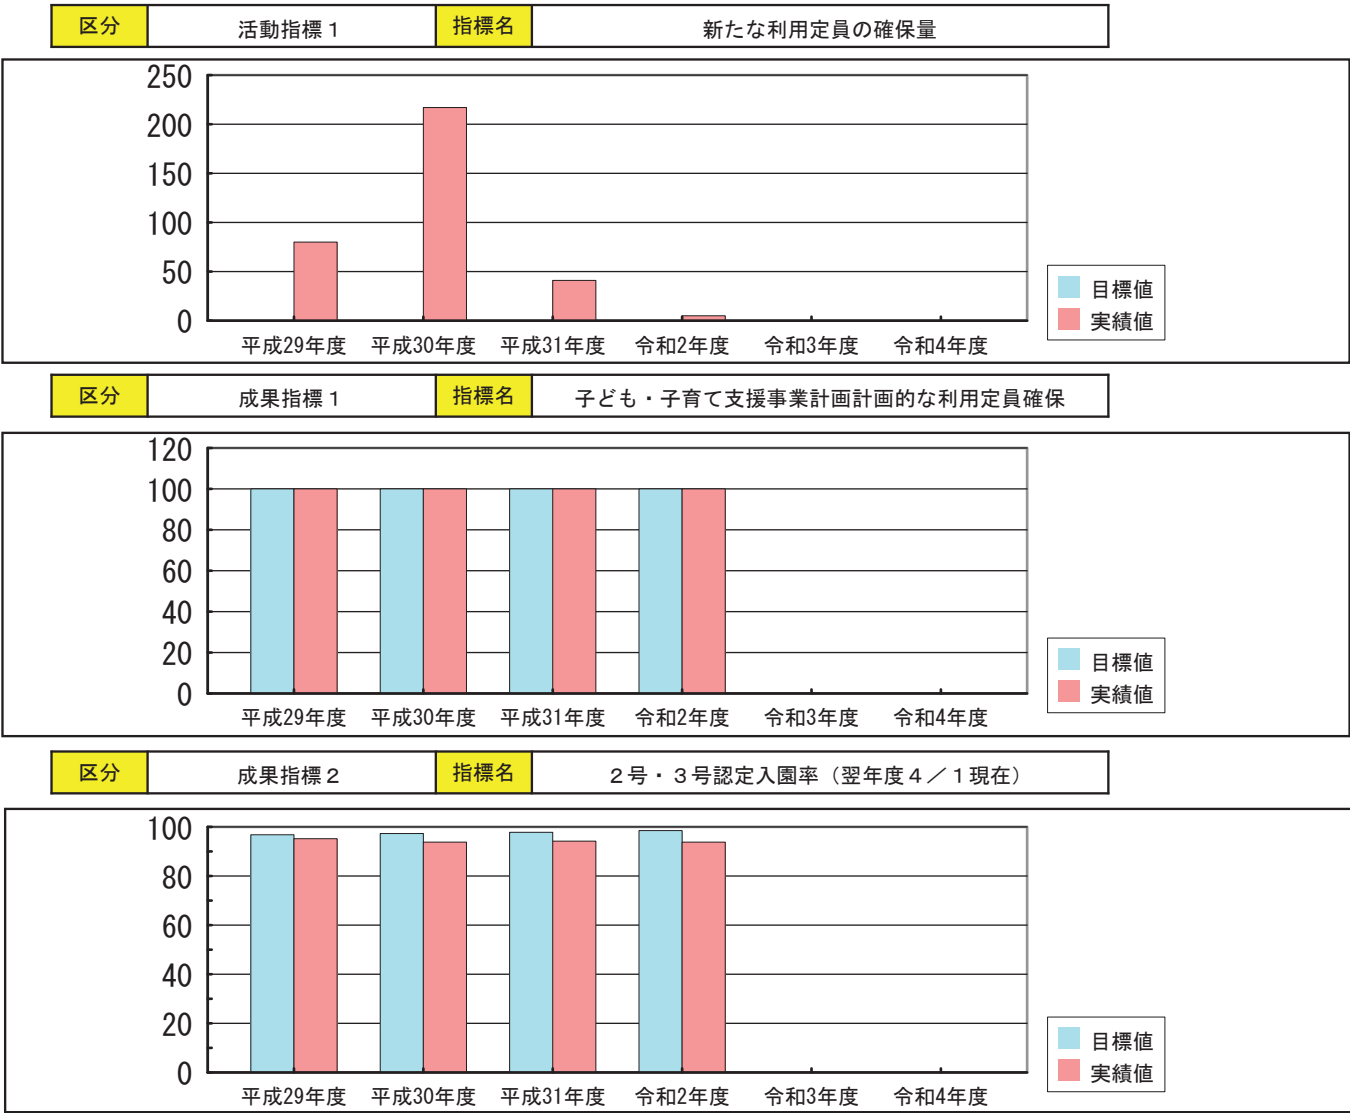 区分 活動指標１ 指標名 新たな利用定員の確保量
250
200
150
100
50
0
平成29年度 平成30年度 平成31年度 令和2年度 令和3年度 令和4年度
目標値
実績値
区分 成果指標１ 指標名 子ども・子育て支援事業計画計画的な利用定員確保
120
100
80
60
40
20
0
平成29年度 平成30年度 平成31年度 令和2年度 令和3年度 令和4年度
目標値
実績値
区分 成果指標２ 指標名 ２号・３号認定入園率（翌年度４／１現在）
100
80
60
40
20
0
平成29年度 平成30年度 平成31年度 令和2年度 令和3年度 令和4年度
目標値
実績値